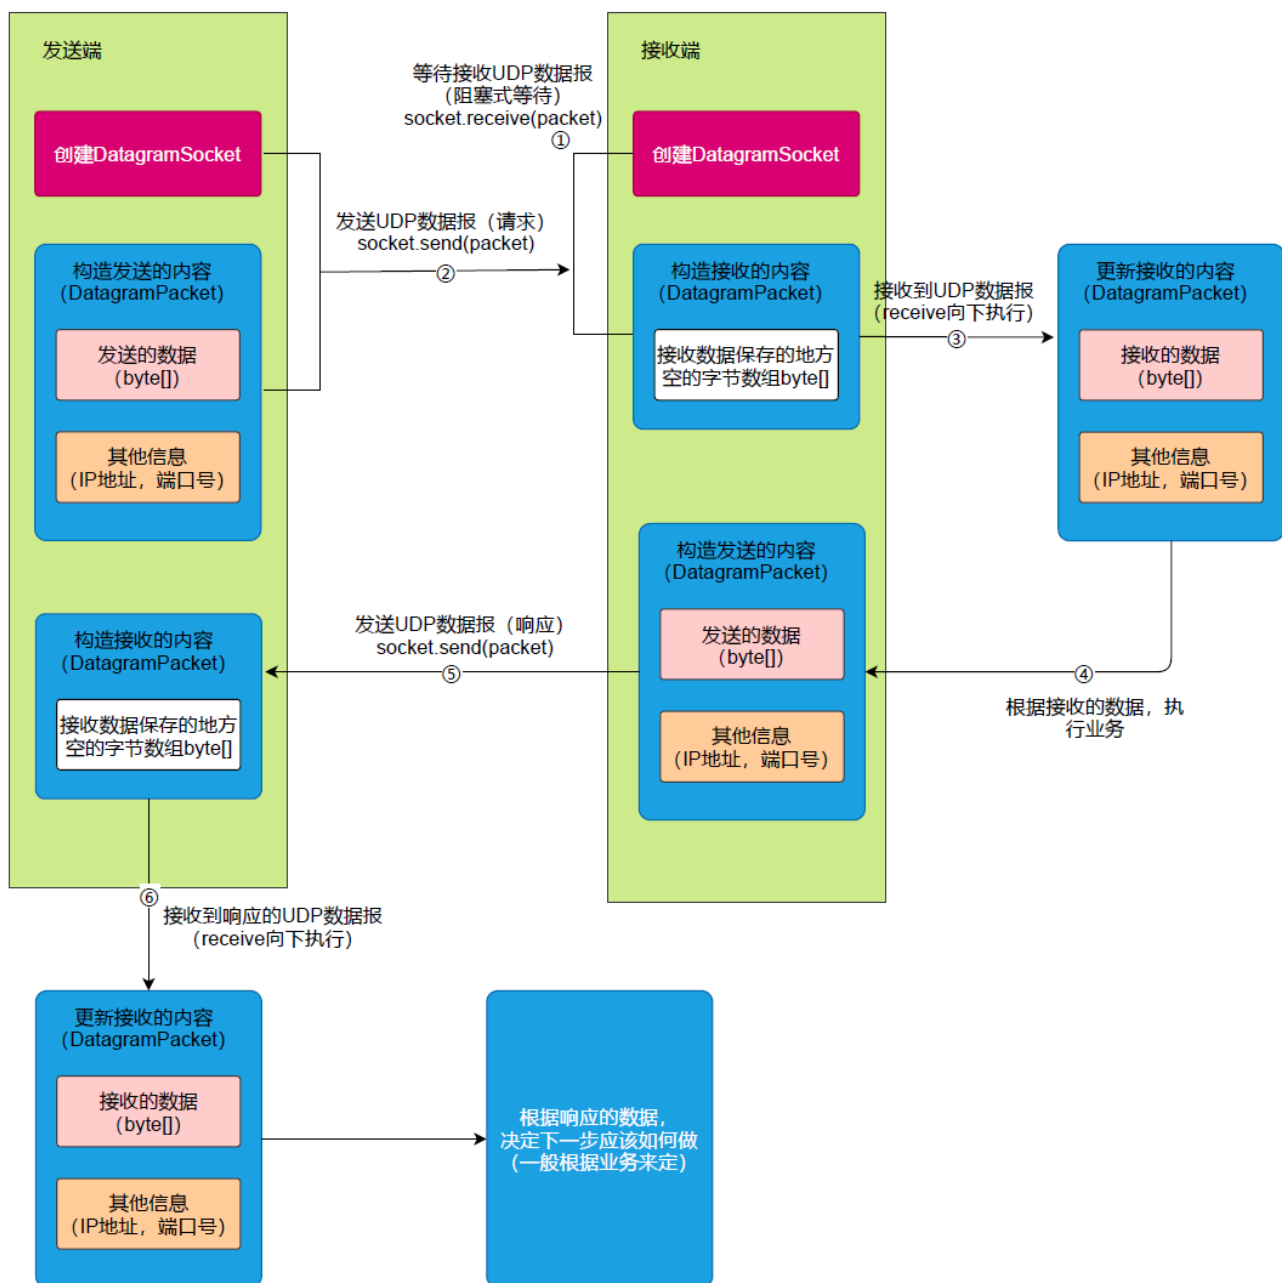 发送端
创建DatagramSocket
构造发送的内容
（DatagramPacket）
发送的数据
（byte[]）
其他信息
（IP地址，端口号）
构造接收的内容
（DatagramPacket）
接收数据保存的地方
空的字节数组byte[]
等待接收UDP数据报
（阻塞式等待）
socket.receive(packet)
①
发送UDP数据报（请求）
socket.send(packet)
②
接收端
创建DatagramSocket
构造接收的内容
（DatagramPacket）
接收数据保存的地方
空的字节数组byte[]
接收到UDP数据报
（receive向下执行）
③
更新接收的内容
（DatagramPacket）
接收的数据
（byte[]）
其他信息
（IP地址，端口号）
④
根据接收的数据，执
行业务
构造发送的内容
（DatagramPacket）
发送的数据
（byte[]）
其他信息
（IP地址，端口号）
发送UDP数据报（响应）
socket.send(packet)
⑤
⑥
接收到响应的UDP数据报
（receive向下执行）
更新接收的内容
（DatagramPacket）
接收的数据
（byte[]）
其他信息
（IP地址，端口号）
根据响应的数据，
决定下一步应该如何做
（一般根据业务来定）